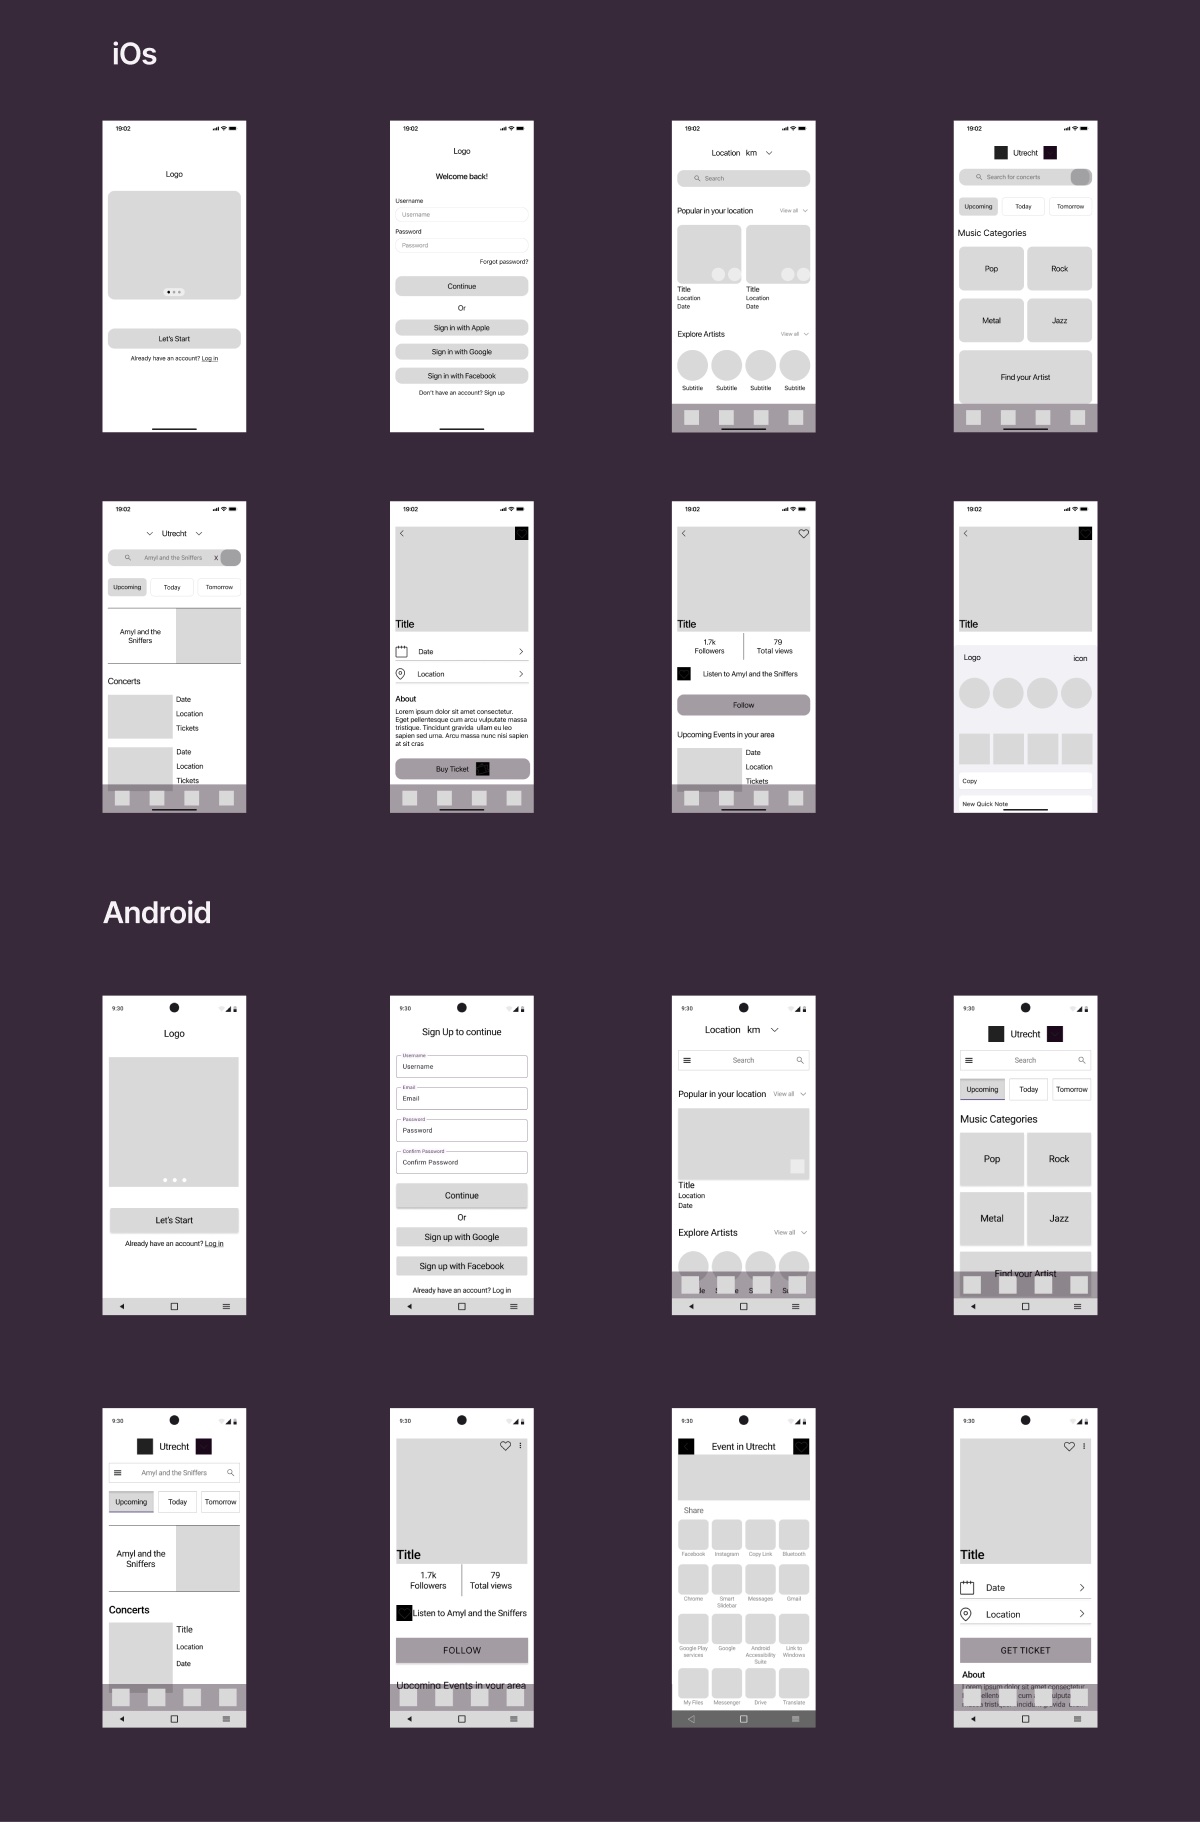 iOs
19:02
Logo
Let's Start
Already have an account? Log in
19:02
Logo
Welcome back!
Username
Username
Password
Password
Forgot password?
Continue
Or
Sign in with Apple
Sign in with Google
Sign in with Facebook
Don't have an account? Sign up
19:02
Location km
Search
Popular in your location View all
Title Title
Location Location
Date Date
Explore Artists View all
Subtitle Subtitle Subtitle Subtitle
19:02
Utrecht
Search for concerts
Upcoming Today Tomorrow
Music Categories
Pop Rock
Metal Jazz
Find your Artist
19:02
Utrecht
Amyl and the Sniffers X
Upcoming Today Tomorrow
Amyl and the
Sniffers
Concerts
Date
Location
Tickets
Date
Location
Tickets
19:02
Title
Date
Location
About
Lorem ipsum dolor sit amet consectetur.
Eget pellentesque cum arcu vulputate massa
tristique. Tincidunt gravida ullam eu leo
sapien sed urna. Arcu massa nunc nisi sapien
at sit cras
Buy Ticket
19:02
Title
1.7k 79
Followers Total views
Listen to Amyl and the Sniffers
Follow
Upcoming Events in your area
Date
Location
Tickets
19:02
Title
Logo icon
Copy
New Quick Note
Android
9:30
Logo
Let's Start
Already have an account? Log in
9:30
Sign Up to continue
Username
Username
Email
Email
Password
Password
Confirm Password
Confirm Password
Continue
Or
Sign up with Google
Sign up with Facebook
Already have an account? Log in
9:30
Location km
Search
Popular in your location View all
Title
Location
Date
Explore Artists View all
9:30
Utrecht
Search
Upcoming Today Tomorrow
Music Categories
Pop Rock
Metal Jazz
Find your Artist
9:30
Utrecht
Amyl and the Sniffers
Upcoming Today Tomorrow
Amyl and the
Sniffers
Concerts
Title
Location
Date
9:30
Title
1.7k 79
Followers Total views
Listen to Amyl and the Sniffers
FOLLOW
Upcoming Events in your area
9:30
Event in Utrecht
Share
Facebook Instagram Copy Link Bluetooth
Chrome Smart Slidebar Messages Gmail
Google Play services Google Android Accessibility Suite Link to Windows
My Files Messenger Drive Translate
9:30
Title
Date
Location
GET TICKET
About
Lorem ipsum dolor sit amet consectetur.